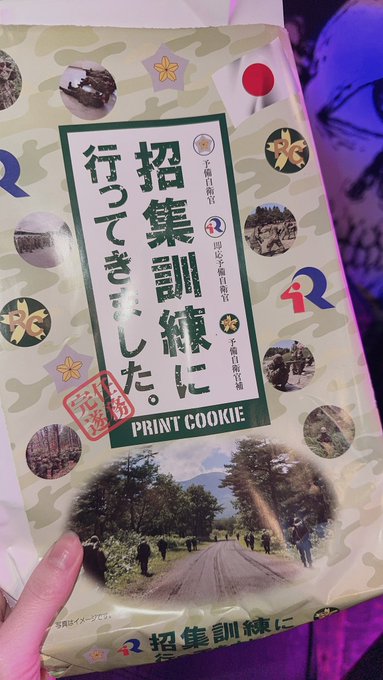 予備自衛官
即応予備自衛官
予備自衛官補
招集訓練に
行ってきました。
任務
完遂
PRINT COOKIE
RC
R
RC
R
写真はイメージです。
R
招集訓練に